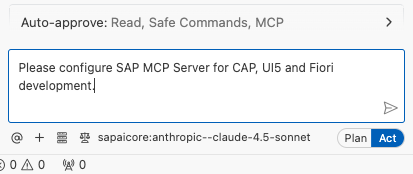 Auto-approve: Read, Safe Commands, MCP
Please configure SAP MCP Server for CAP, UI5 and Fiori
development.
@ + sapaicore:anthropic--claude-4.5-sonnet Plan Act
0 0 0